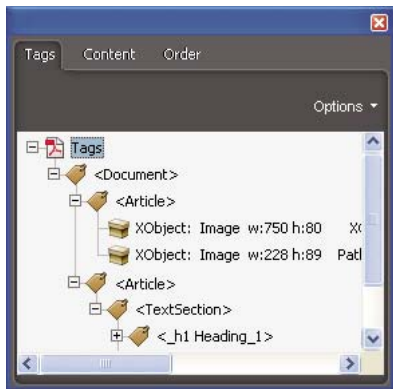 Tags Content Order
Options
Tags
<Document>
<Article>
XObject: Image w:750 h:80
XObject: Image w:228 h:89 Pat
<Article>
<TextSection>
<_h1 Heading_1>